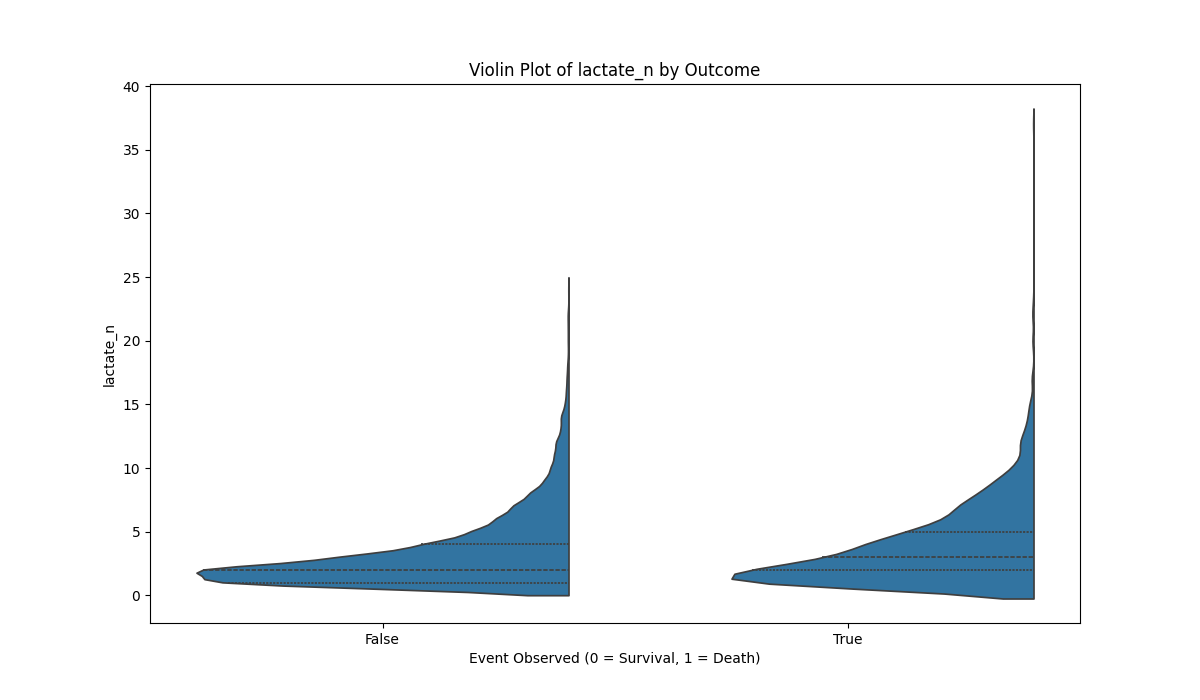 Violin Plot of lactate_n by Outcome
40
35
30
25
20
15
10
5
0
lactate_n
False
True
Event Observed (0 = Survival, 1 = Death)